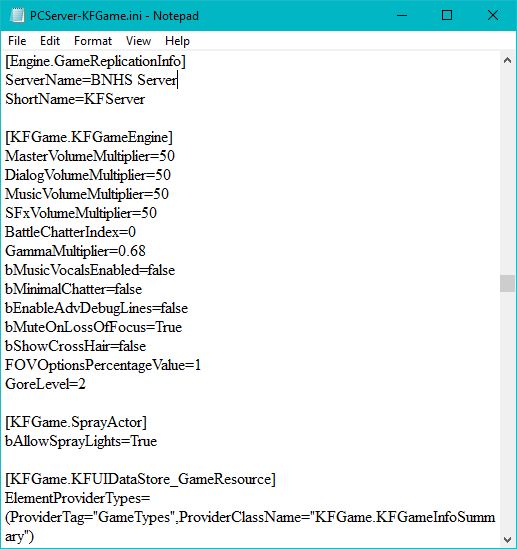 PCServer-KFGame.ini - Notepad
File Edit Format View Help
[Engine.GameReplicationInfo]
ServerName=BNHS Server
ShortName=KFServer
[KFGame.KFGameEngine]
MasterVolumeMultiplier=50
DialogVolumeMultiplier=50
MusicVolumeMultiplier=50
SFxVolumeMultiplier=50
BattleChatterIndex=0
GammaMultiplier=0.68
bMusicVocalsEnabled=false
bMinimalChatter=false
bEnableAdvDebugLines=false
bMuteOnLossOfFocus=True
bShowCrossHair=false
FOVOptionsPercentageValue=1
GoreLevel=2
[KFGame.SprayActor]
bAllowSprayLights=True
[KFGame.KFUIDataStore_GameResource]
ElementProviderTypes=
(ProviderTag="GameTypes",ProviderClassName="KFGame.KFGameInfoSumm
ary")